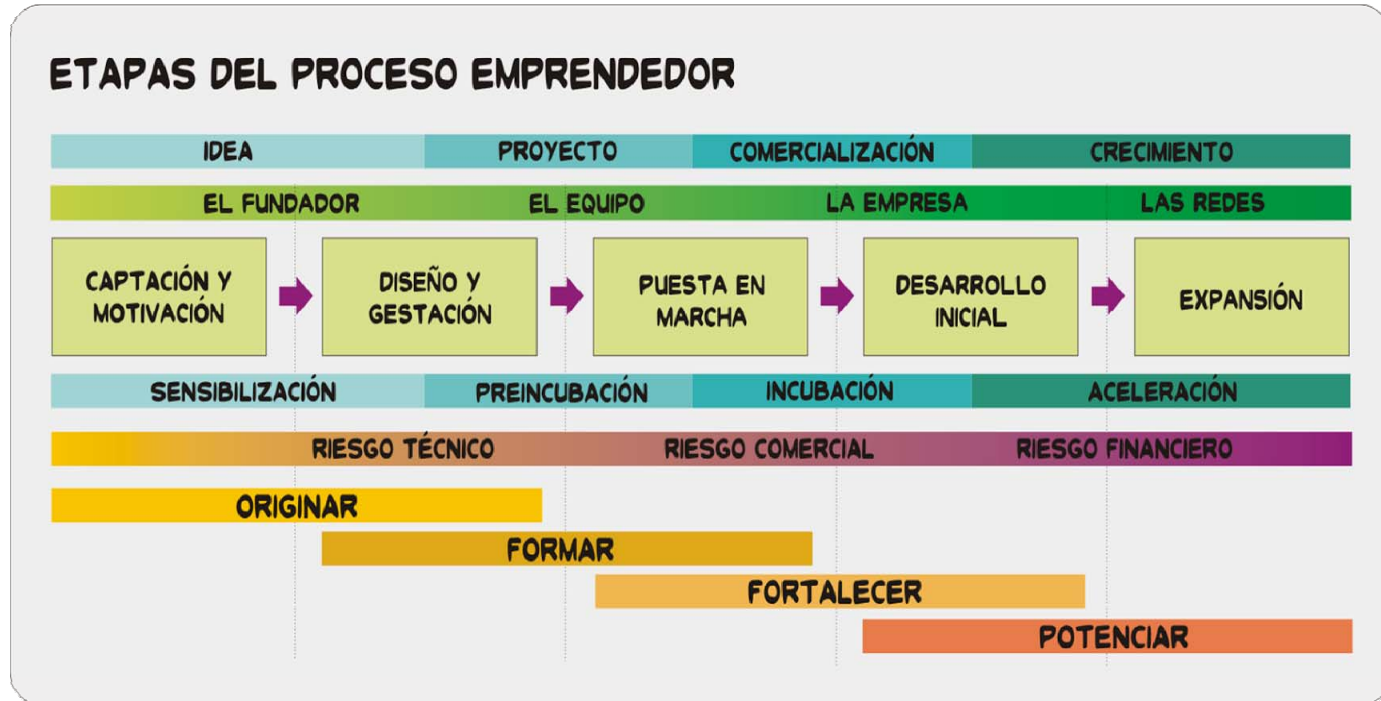 ETAPAS DEL PROCESO EMPRENDEDOR
IDEA PROYECTO COMERCIALIZACIÓN CRECIMIENTO
EL FUNDADOR EL EQUIPO LA EMPRESA LAS REDES
CAPTACIÓN Y
MOTIVACIÓN
DISEÑO Y
GESTACIÓN
PUESTA EN
MARCHA
DESARROLLO
INICIAL
EXPANSIÓN
SENSIBILIZACIÓN PREINCUBACIÓN INCUBACIÓN ACELERACIÓN
RIESGO TÉCNICO RIESGO COMERCIAL RIESGO FINANCIERO
ORIGINAR
FORMAR
FORTALECER
POTENCIAR